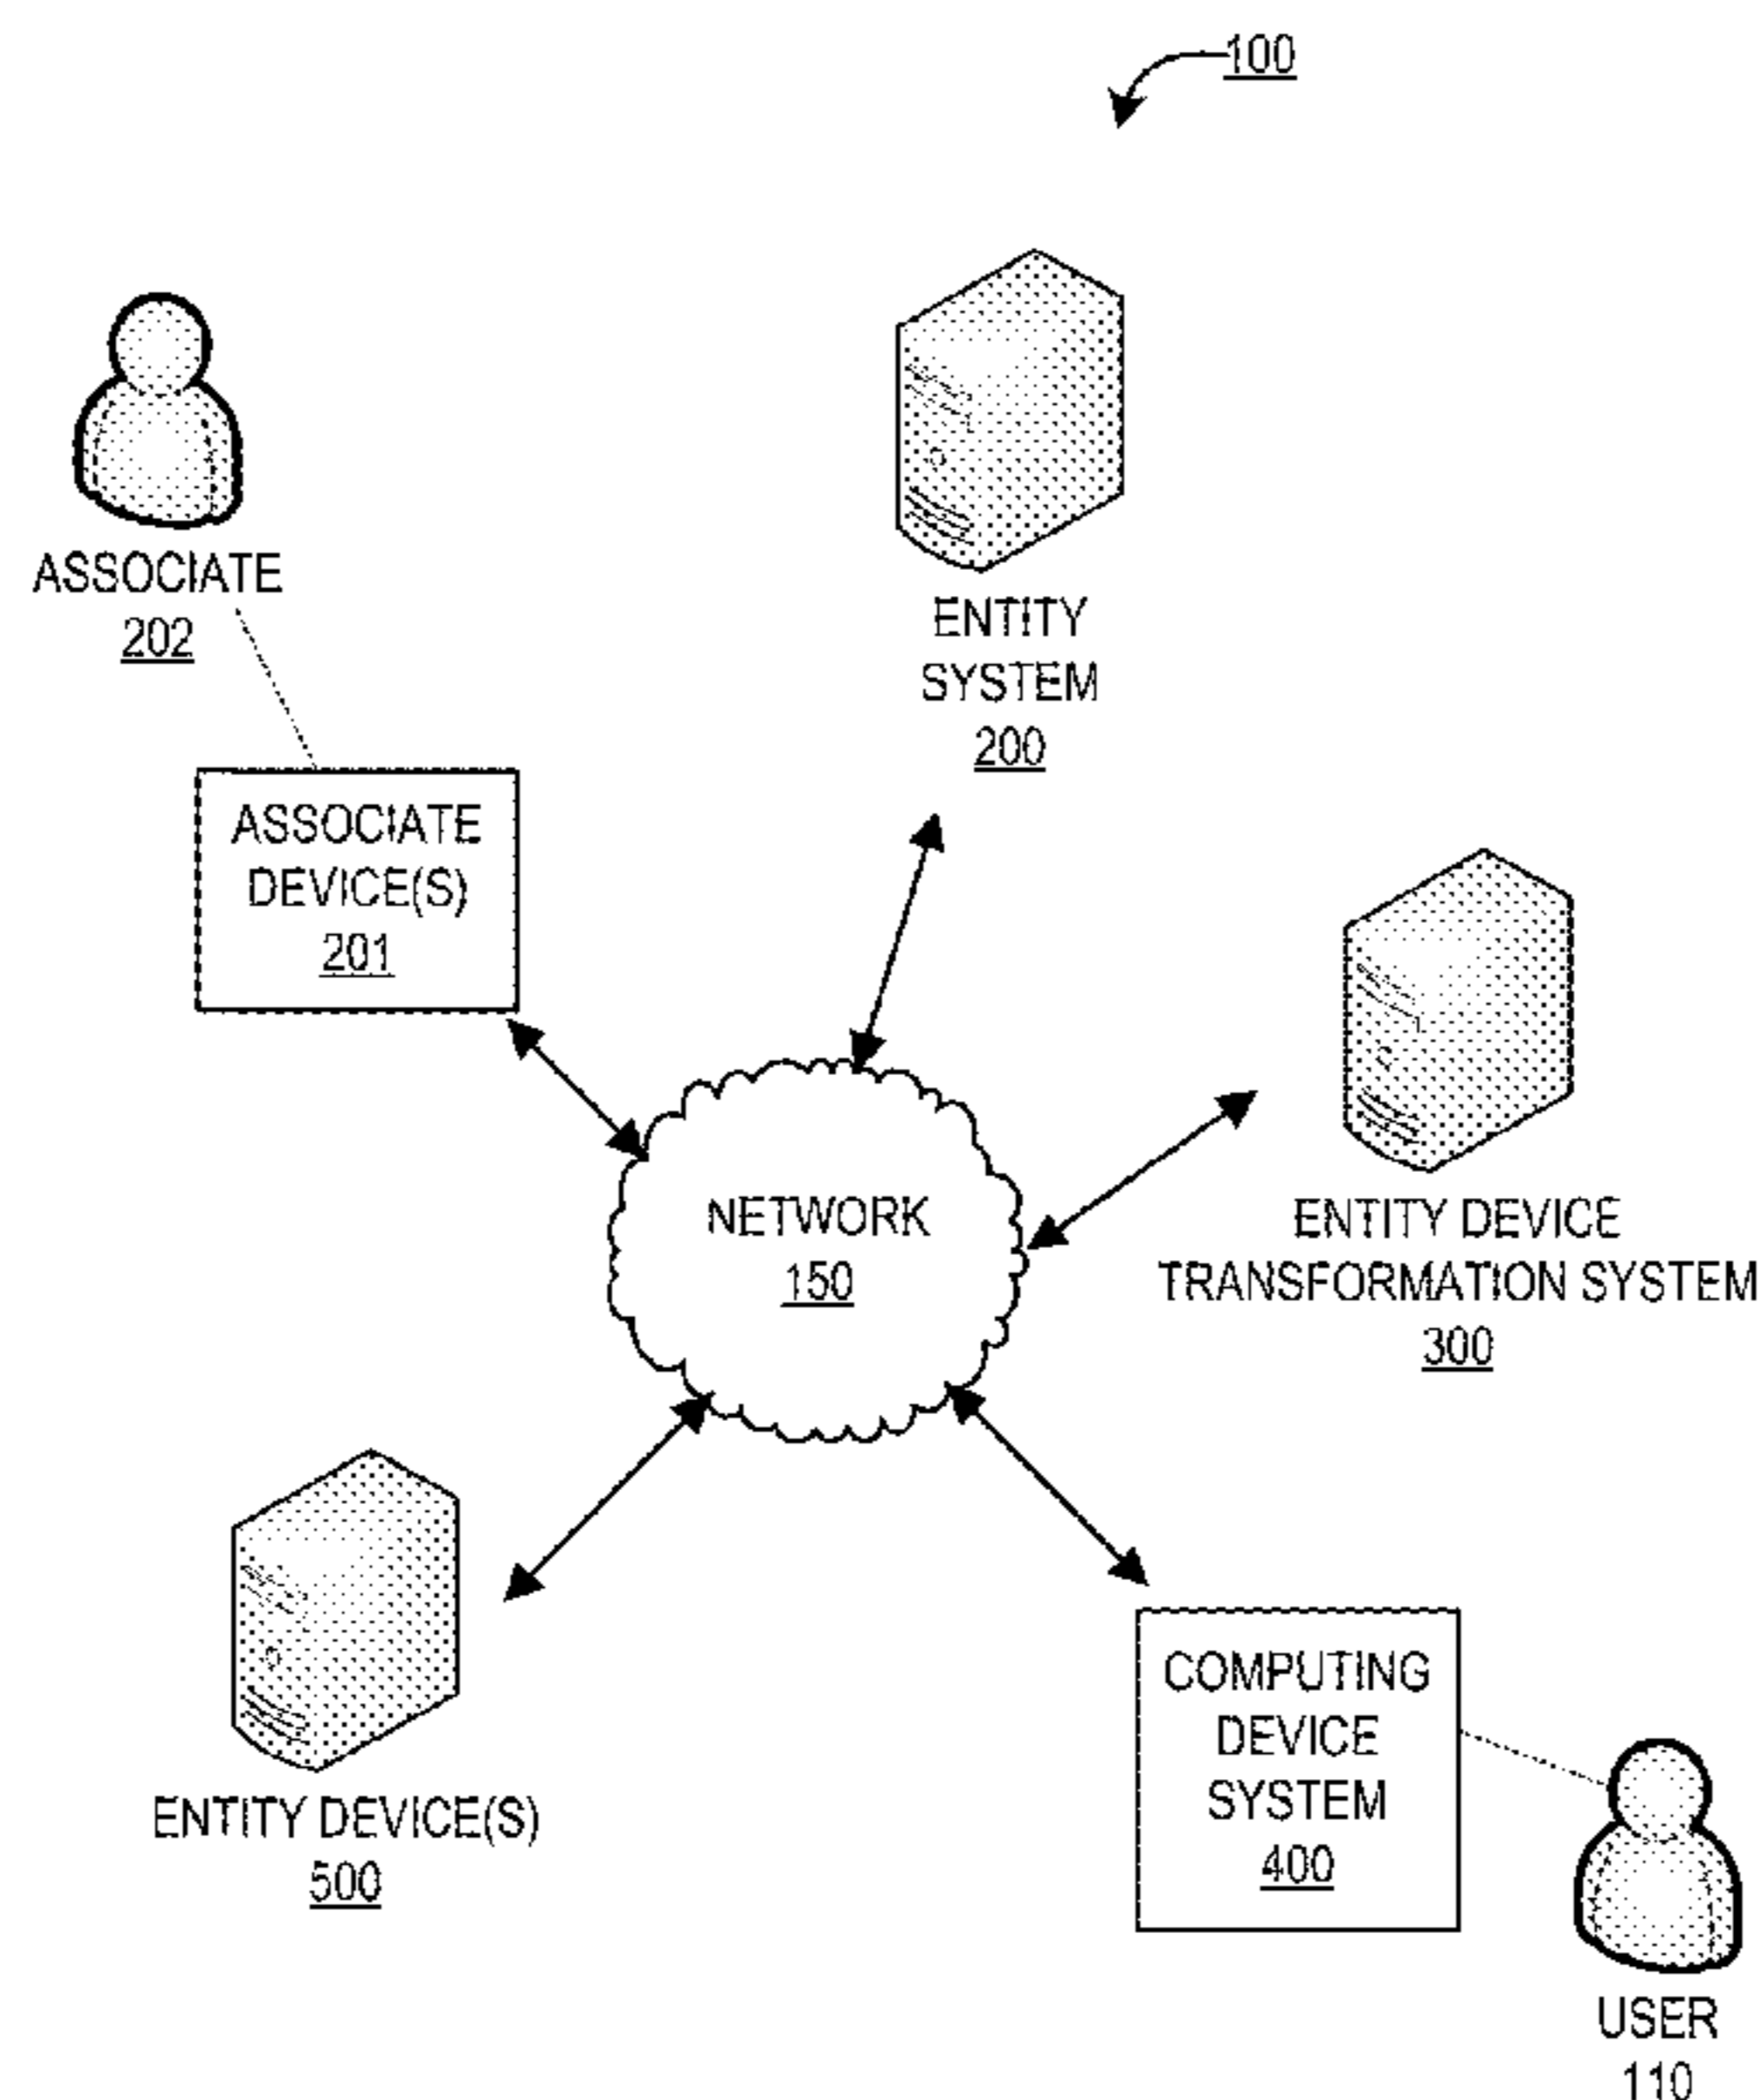 100
ASSOCIATE
202
ENTITY
SYSTEM
200
ASSOCIATE
DEVICE(S)
201
NETWORK
150
ENTITY DEVICE
TRANSFORMATION SYSTEM
300
ENTITY DEVICE(S)
500
COMPUTING
DEVICE
SYSTEM
400
USER
110